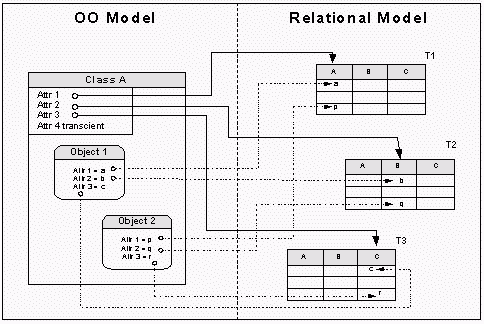 OO Model
Relational Model
T1
Class A
A B C
Attr 1
a
Attr 2
Attr 3
p
Attr 4 transient
T2
Object 1
A B C
Attr 1 = a
Attr 2 = b
b
Attr 3 = c
q
Object 2
Attr 1 = p
T3
Attr 2 = q
A B C
Attr 3 = r
c
r